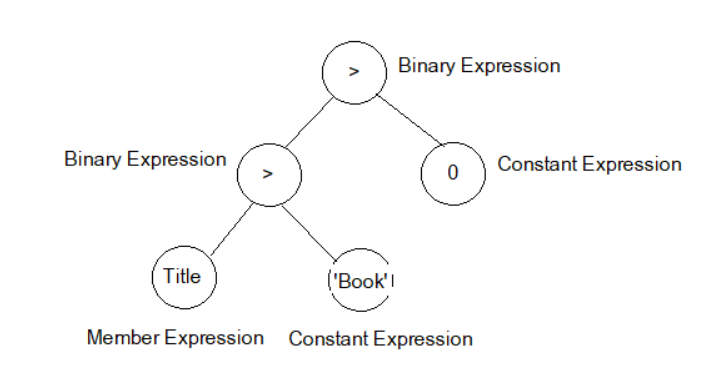 > Binary Expression
Binary Expression > 0 Constant Expression
Title 'Book'
Member Expression Constant Expression